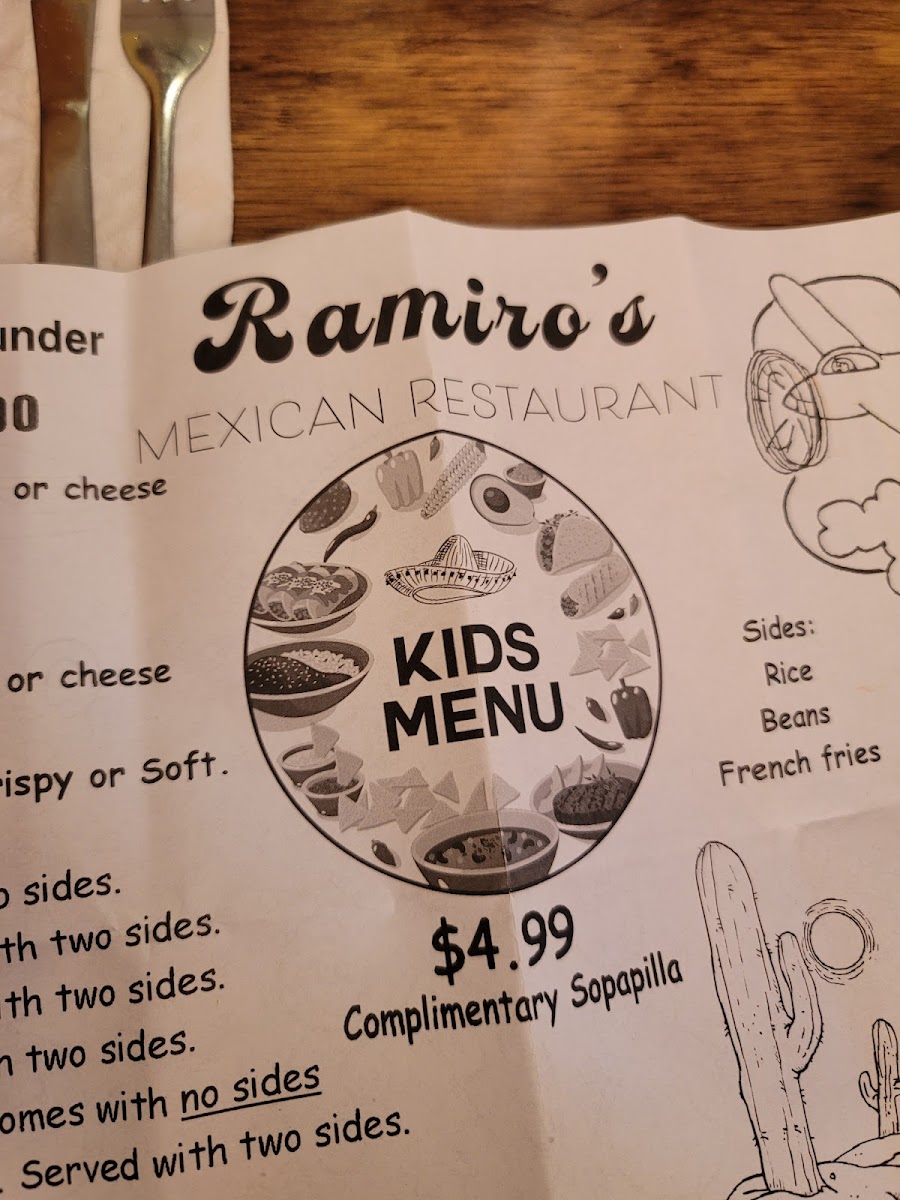 Ramiro's
MEXICAN RESTAURANT
under
or cheese
or cheese
or Soft.
sides.
two sides.
two sides.
two sides.
with no sides
Served with two sides.
KIDS
MENU
$4.99
Complimentary Sopapilla
Sides:
Rice
Beans
French fries